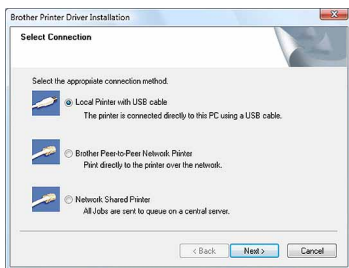 Brother Printer Driver Installation
Select Connection
Select the appropriate connection method.
Local Printer with USB cable
The printer is connected directly to this PC using a USB cable.
Brother Peer-to-Peer Network Printer
Print directly to the printer over the network.
Network Shared Printer
All Jobs are sent to queue on a central server.
< Back Next > Cancel